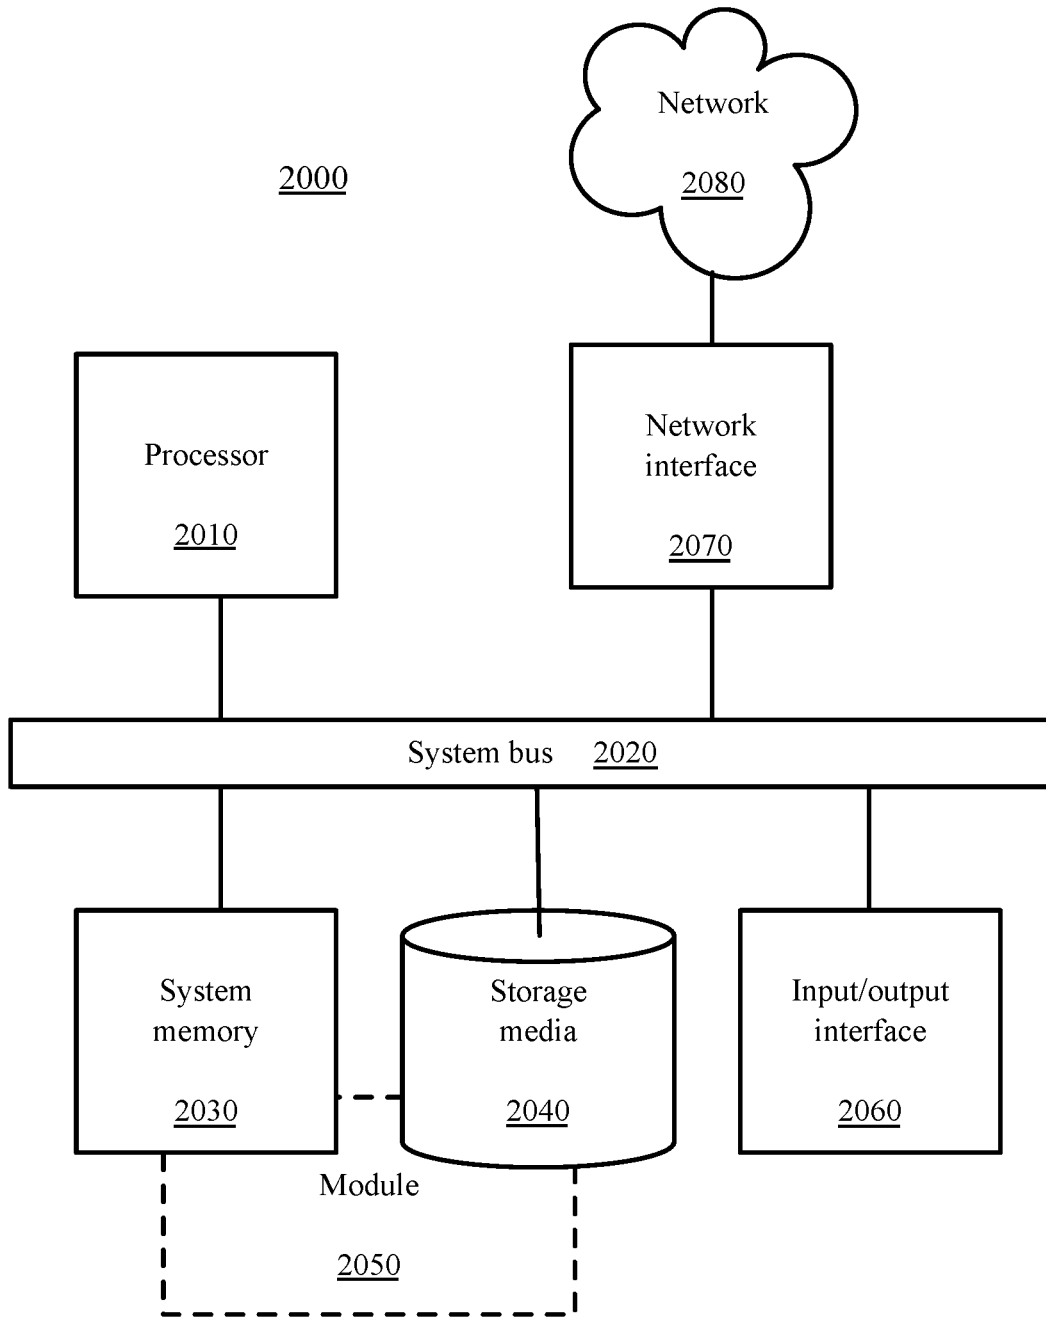 Network
2080
2000
Network
interface
2070
Processor
2010
System bus 2020
System
memory
2030
Storage
media
2040
Input/output
interface
2060
Module
2050